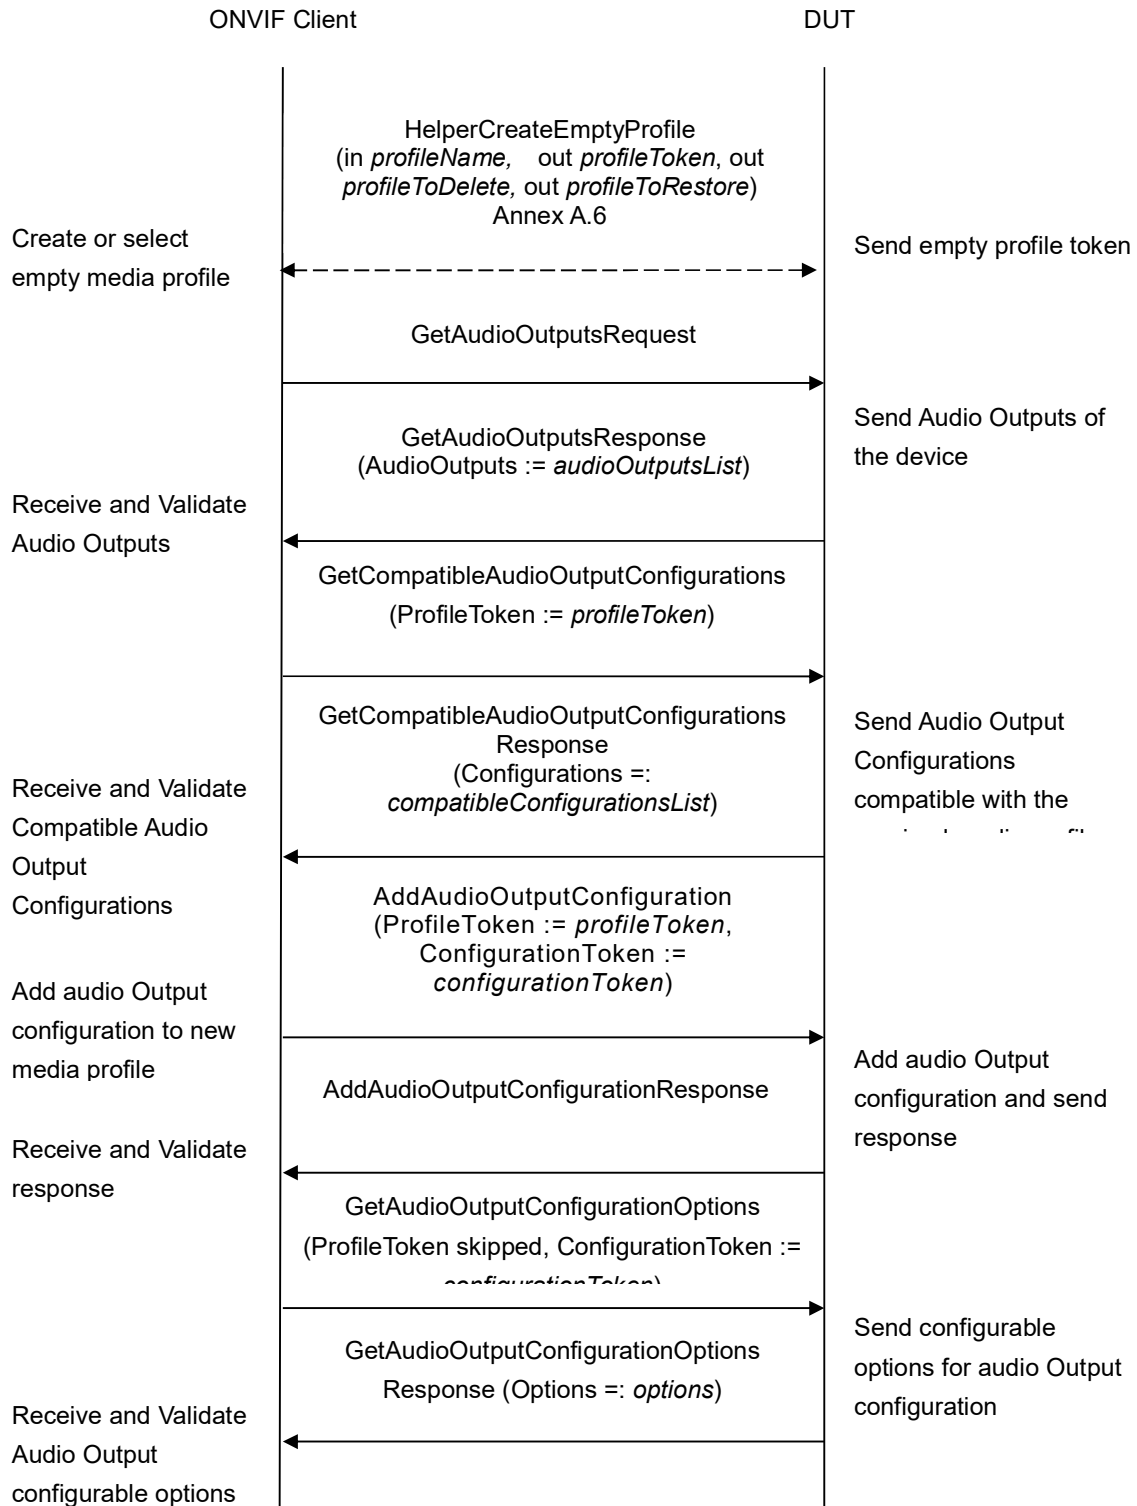 ONVIF Client
DUT
HelperCreateEmptyProfile
(in profileName, out profileToken, out
profileToDelete, out profileToRestore)
Annex A.6
Create or select
empty media profile
Send empty profile token
GetAudioOutputsRequest
Send Audio Outputs of
the device
GetAudioOutputsResponse
(AudioOutputs := audioOutputsList)
Receive and Validate
Audio Outputs
GetCompatibleAudioOutputConfigurations
(ProfileToken := profileToken)
GetCompatibleAudioOutputConfigurations
Response
(Configurations =:
compatibleConfigurationsList)
Send Audio Output
Configurations
compatible with the
Receive and Validate
Compatible Audio
Output
Configurations
AddAudioOutputConfiguration
(ProfileToken := profileToken,
ConfigurationToken :=
configurationToken)
Add audio Output
configuration to new
media profile
Add audio Output
configuration and send
response
AddAudioOutputConfigurationResponse
Receive and Validate
response
GetAudioOutputConfigurationOptions
(ProfileToken skipped, ConfigurationToken :=
configurationToken)
Send configurable
options for audio Output
configuration
GetAudioOutputConfigurationOptions
Response (Options =: options)
Receive and Validate
Audio Output
configurable options